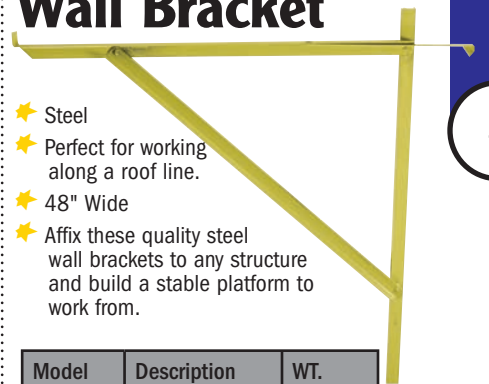 Wall Bracket
Steel
Perfect for working
along a roof line.
48" Wide
Affix these quality steel
wall brackets to any structure
and build a stable platform to
work from.
Model Description WT.